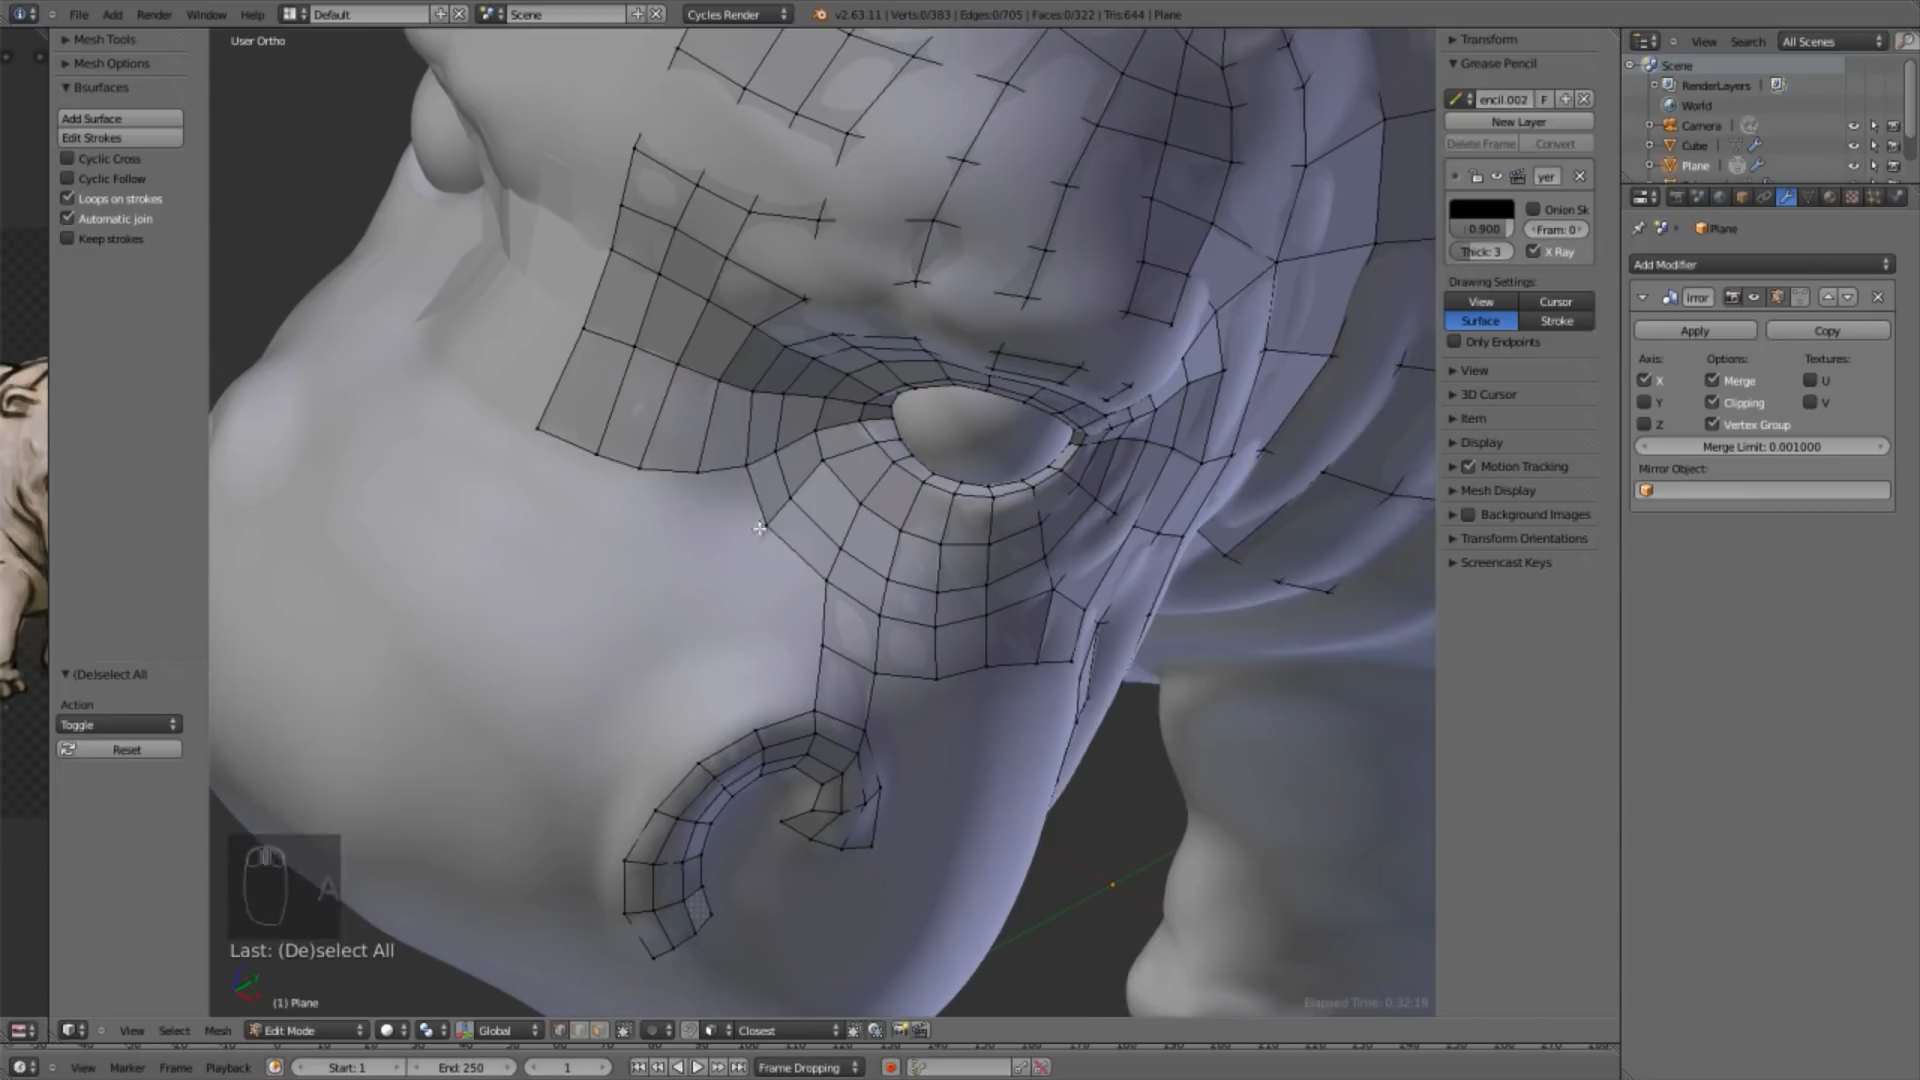 File Add Render Window Help Default Scene Cycles Render v2.63.11 | Verts:0/383 | Edges:0/705 | Faces:0/322 | Tris:644 | Plane
Mesh Tools
Mesh Options
Bsurfaces
Add Surface
Edit Strokes
Cyclic Cross
Cyclic Follow
Loops on strokes
Automatic join
Keep strokes
(De)select All
Action
Toggle
Reset
User Ortho
A
Last: (De)select All
(1) Plane
Elapsed Time: 0:32:18
Transform
Grease Pencil
encil.002 F
New Layer
Delete Frame Convert
yer
Onion Sk
0.900 Fram: 0
Thick: 3 X Ray
Drawing Settings:
View Cursor
Surface Stroke
Only Endpoints
View
3D Cursor
Item
Display
Motion Tracking
Mesh Display
Background Images
Transform Orientations
Screencast Keys
View Search All Scenes
Scene
RenderLayers
World
Camera
Cube
Plane
Plane
Add Modifier
irror
Apply Copy
Axis: Options: Textures:
X Merge U
Y Clipping V
Z Vertex Group
Merge Limit: 0.001000
Mirror Object:
View Select Mesh Edit Mode Global Closest
View Marker Frame Playback Start: 1 End: 250 1 Frame Dropping